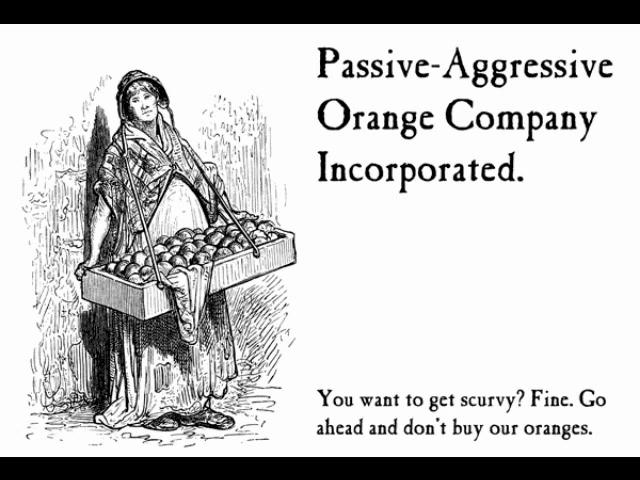 Passive-Aggressive
Orange Company
Incorporated.
You want to get scurvy? Fine. Go
ahead and don't buy our oranges.